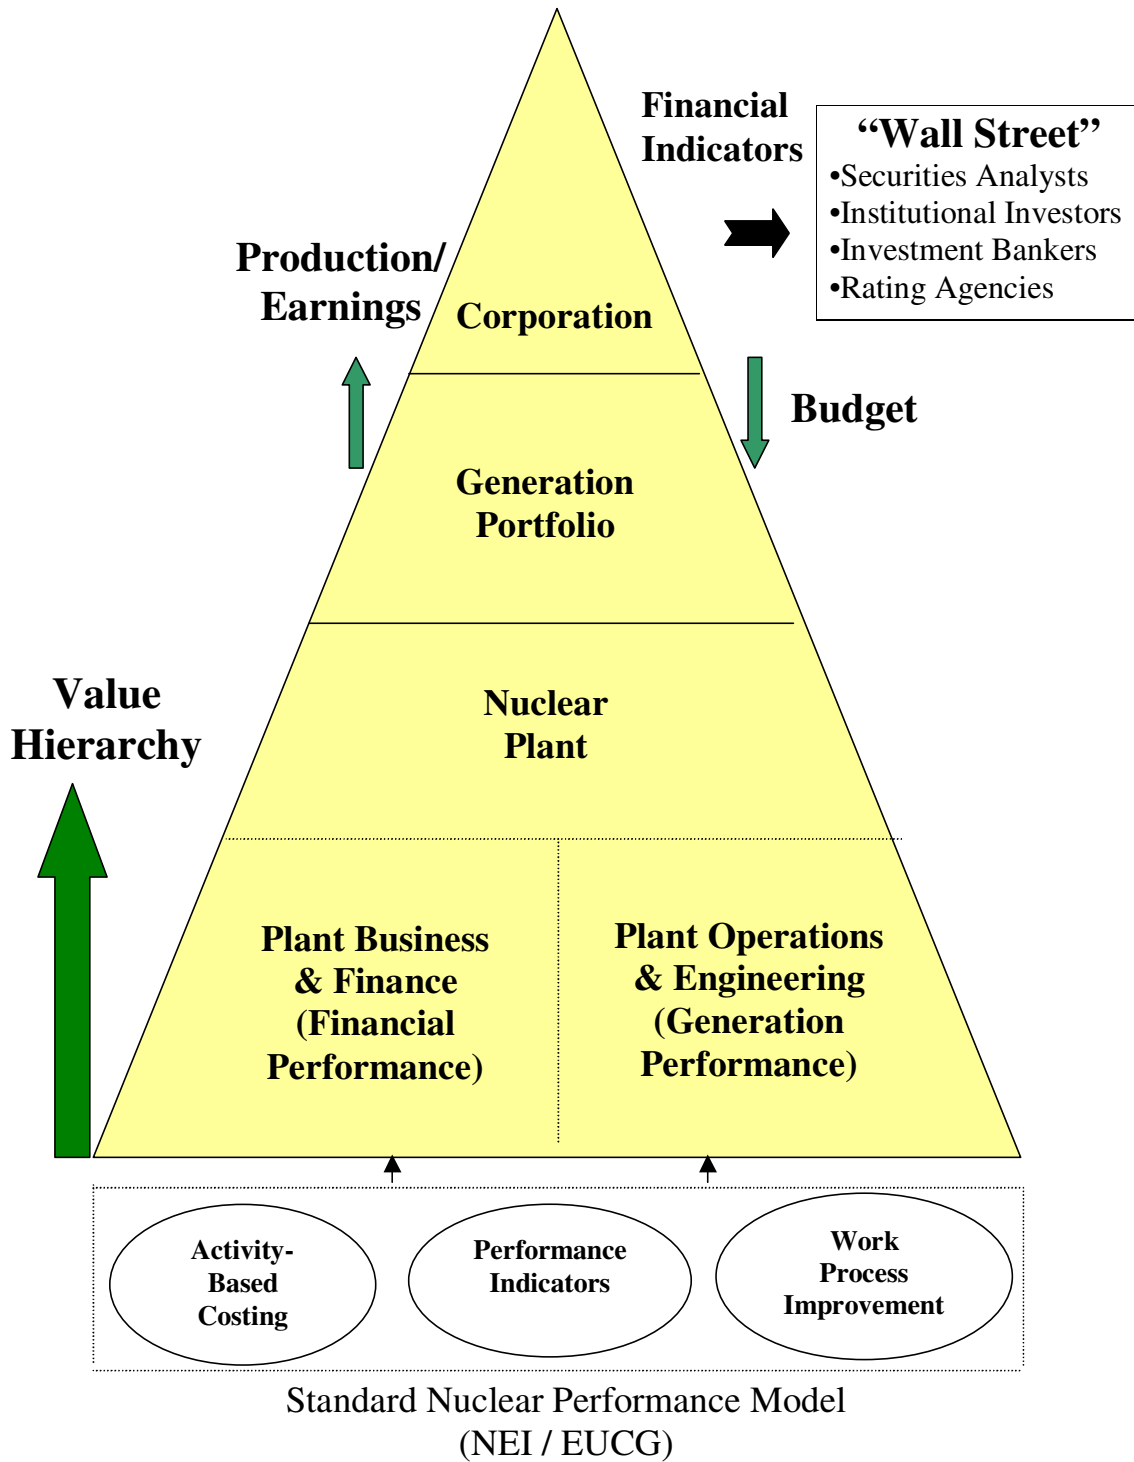 Financial
Indicators
“Wall Street”
•Securities Analysts
•Institutional Investors
•Investment Bankers
•Rating Agencies
Production/
Earnings
Corporation
Budget
Generation
Portfolio
Value
Hierarchy
Nuclear
Plant
Plant Business
& Finance
(Financial
Performance)
Plant Operations
& Engineering
(Generation
Performance)
Activity-
Based
Costing
Performance
Indicators
Work
Process
Improvement
Standard Nuclear Performance Model
(NEI / EUCG)